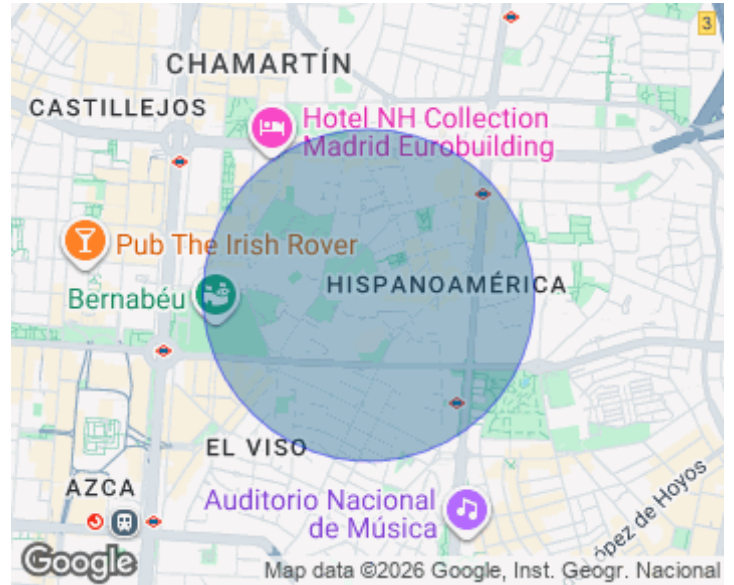 3
CHAMARTÍN
CASTILLEJOS
Hotel NH Collection
Madrid Eurobuilding
Pub The Irish Rover
HISPANOAMÉRICA
Bernabéu
EL VISO
AZCA
Auditorio Nacional
de Música
ópez de Hoyos
Google
Map data ©2026 Google, Inst. Geogr. Nacional